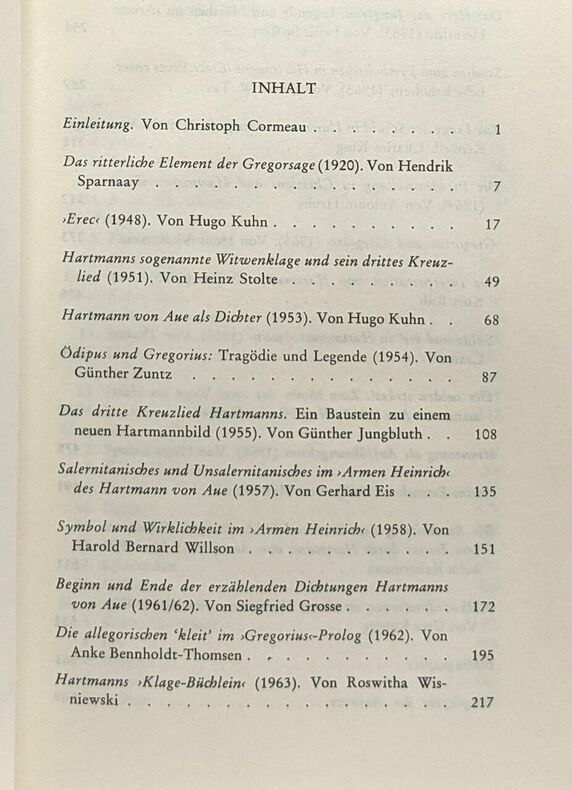 INHALT
Einleitung. Von Christoph Cormeau . . . . . . . . 1
Das ritterliche Element der Gregorsage (1920). Von Hendrik
Sparnaay . . . . . . . . . . . . . . . 7
›Erec‹ (1948). Von Hugo Kuhn . . . . . . . . . . 17
Hartmanns sogenannte Witwenklage und sein drittes Kreuz-
lied (1951). Von Heinz Stolte . . . . . . . . . 49
Hartmann von Aue als Dichter (1953). Von Hugo Kuhn . . 68
Ödipus und Gregorius: Tragödie und Legende (1954). Von
Günther Zuntz . . . . . . . . . . . . . 87
Das dritte Kreuzlied Hartmanns. Ein Baustein zu einem
neuen Hartmannbild (1955). Von Günther Jungbluth . . 108
Salernitanisches und Unsalernitanisches im ›Armen Heinrich‹
des Hartmann von Aue (1957). Von Gerhard Eis . . . 135
Symbol und Wirklichkeit im ›Armen Heinrich‹ (1958). Von
Harold Bernard Willson . . . . . . . . . . 151
Beginn und Ende der erzählenden Dichtungen Hartmanns
von Aue (1961/62). Von Siegfried Grosse . . . . . . 172
Die allegorischen ‘kleit’ im ›Gregorius‹-Prolog (1962). Von
Anke Bennholdt-Thomsen . . . . . . . . . . 195
Hartmanns ›Klage-Büchlein‹ (1963). Von Roswitha Wis-
niewski . . . . . . . . . . . . . . . 217